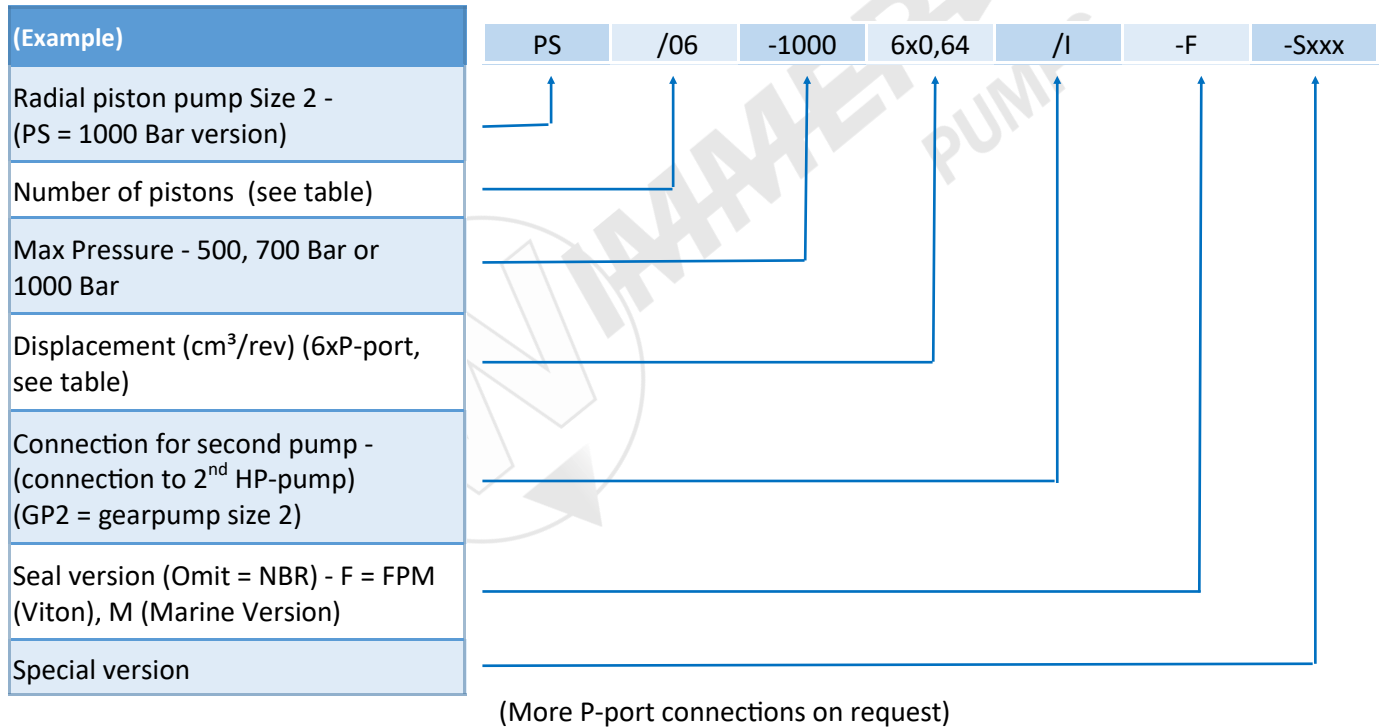 (Example)
PS /06 -1000 6x0,64 /I -F -Sxxx
Radial piston pump Size 2 -
(PS = 1000 Bar version)
Number of pistons (see table)
Max Pressure - 500, 700 Bar or
1000 Bar
Displacement (cm³/rev) (6xP-port,
see table)
Connection for second pump -
(connection to 2nd HP-pump)
(GP2 = gearpump size 2)
Seal version (Omit = NBR) - F = FPM
(Viton), M (Marine Version)
Special version
(More P-port connections on request)